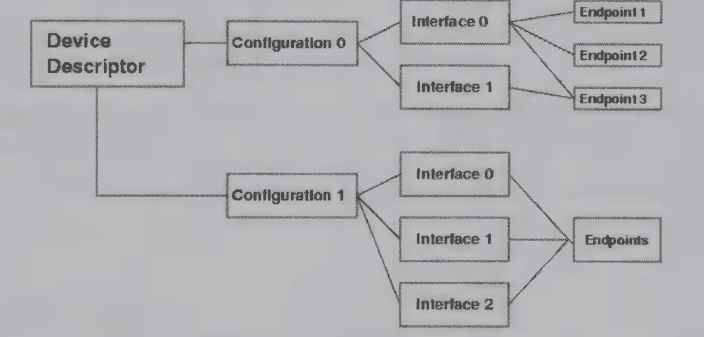 Device
Descriptor
Configuration 0
Interface 0
Interface 1
Endpoint 1
Endpoint 2
Endpoint 3
Configuration 1
Interface 0
Interface 1
Interface 2
Endpoints